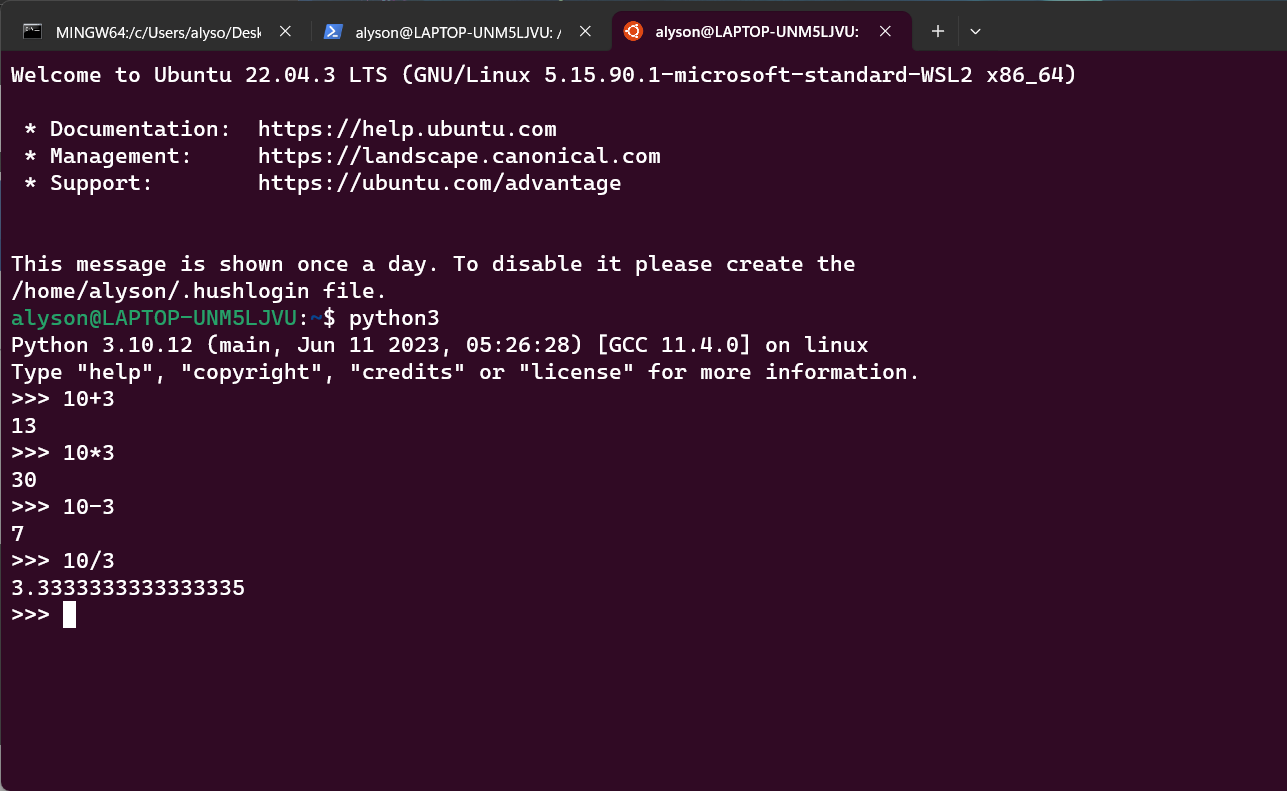 MINGW64:/c/Users/alyso/Desk
alyson@LAPTOP-UNM5LJVU: /
alyson@LAPTOP-UNM5LJVU:
Welcome to Ubuntu 22.04.3 LTS (GNU/Linux 5.15.90.1-microsoft-standard-WSL2 x86_64)
* Documentation:  https://help.ubuntu.com
* Management:     https://landscape.canonical.com
* Support:        https://ubuntu.com/advantage
This message is shown once a day. To disable it please create the
/home/alyson/.hushlogin file.
alyson@LAPTOP-UNM5LJVU:~$ python3
Python 3.10.12 (main, Jun 11 2023, 05:26:28) [GCC 11.4.0] on linux
Type "help", "copyright", "credits" or "license" for more information.
>>> 10+3
13
>>> 10*3
30
>>> 10-3
7
>>> 10/3
3.3333333333333335
>>>